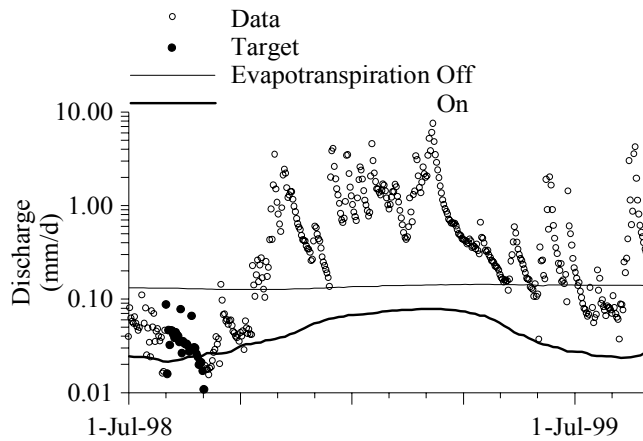 Data
Target
Evapotranspiration Off
On
10.00
1.00
0.10
0.01
Discharge
(mm/d)
1-Jul-98
1-Jul-99